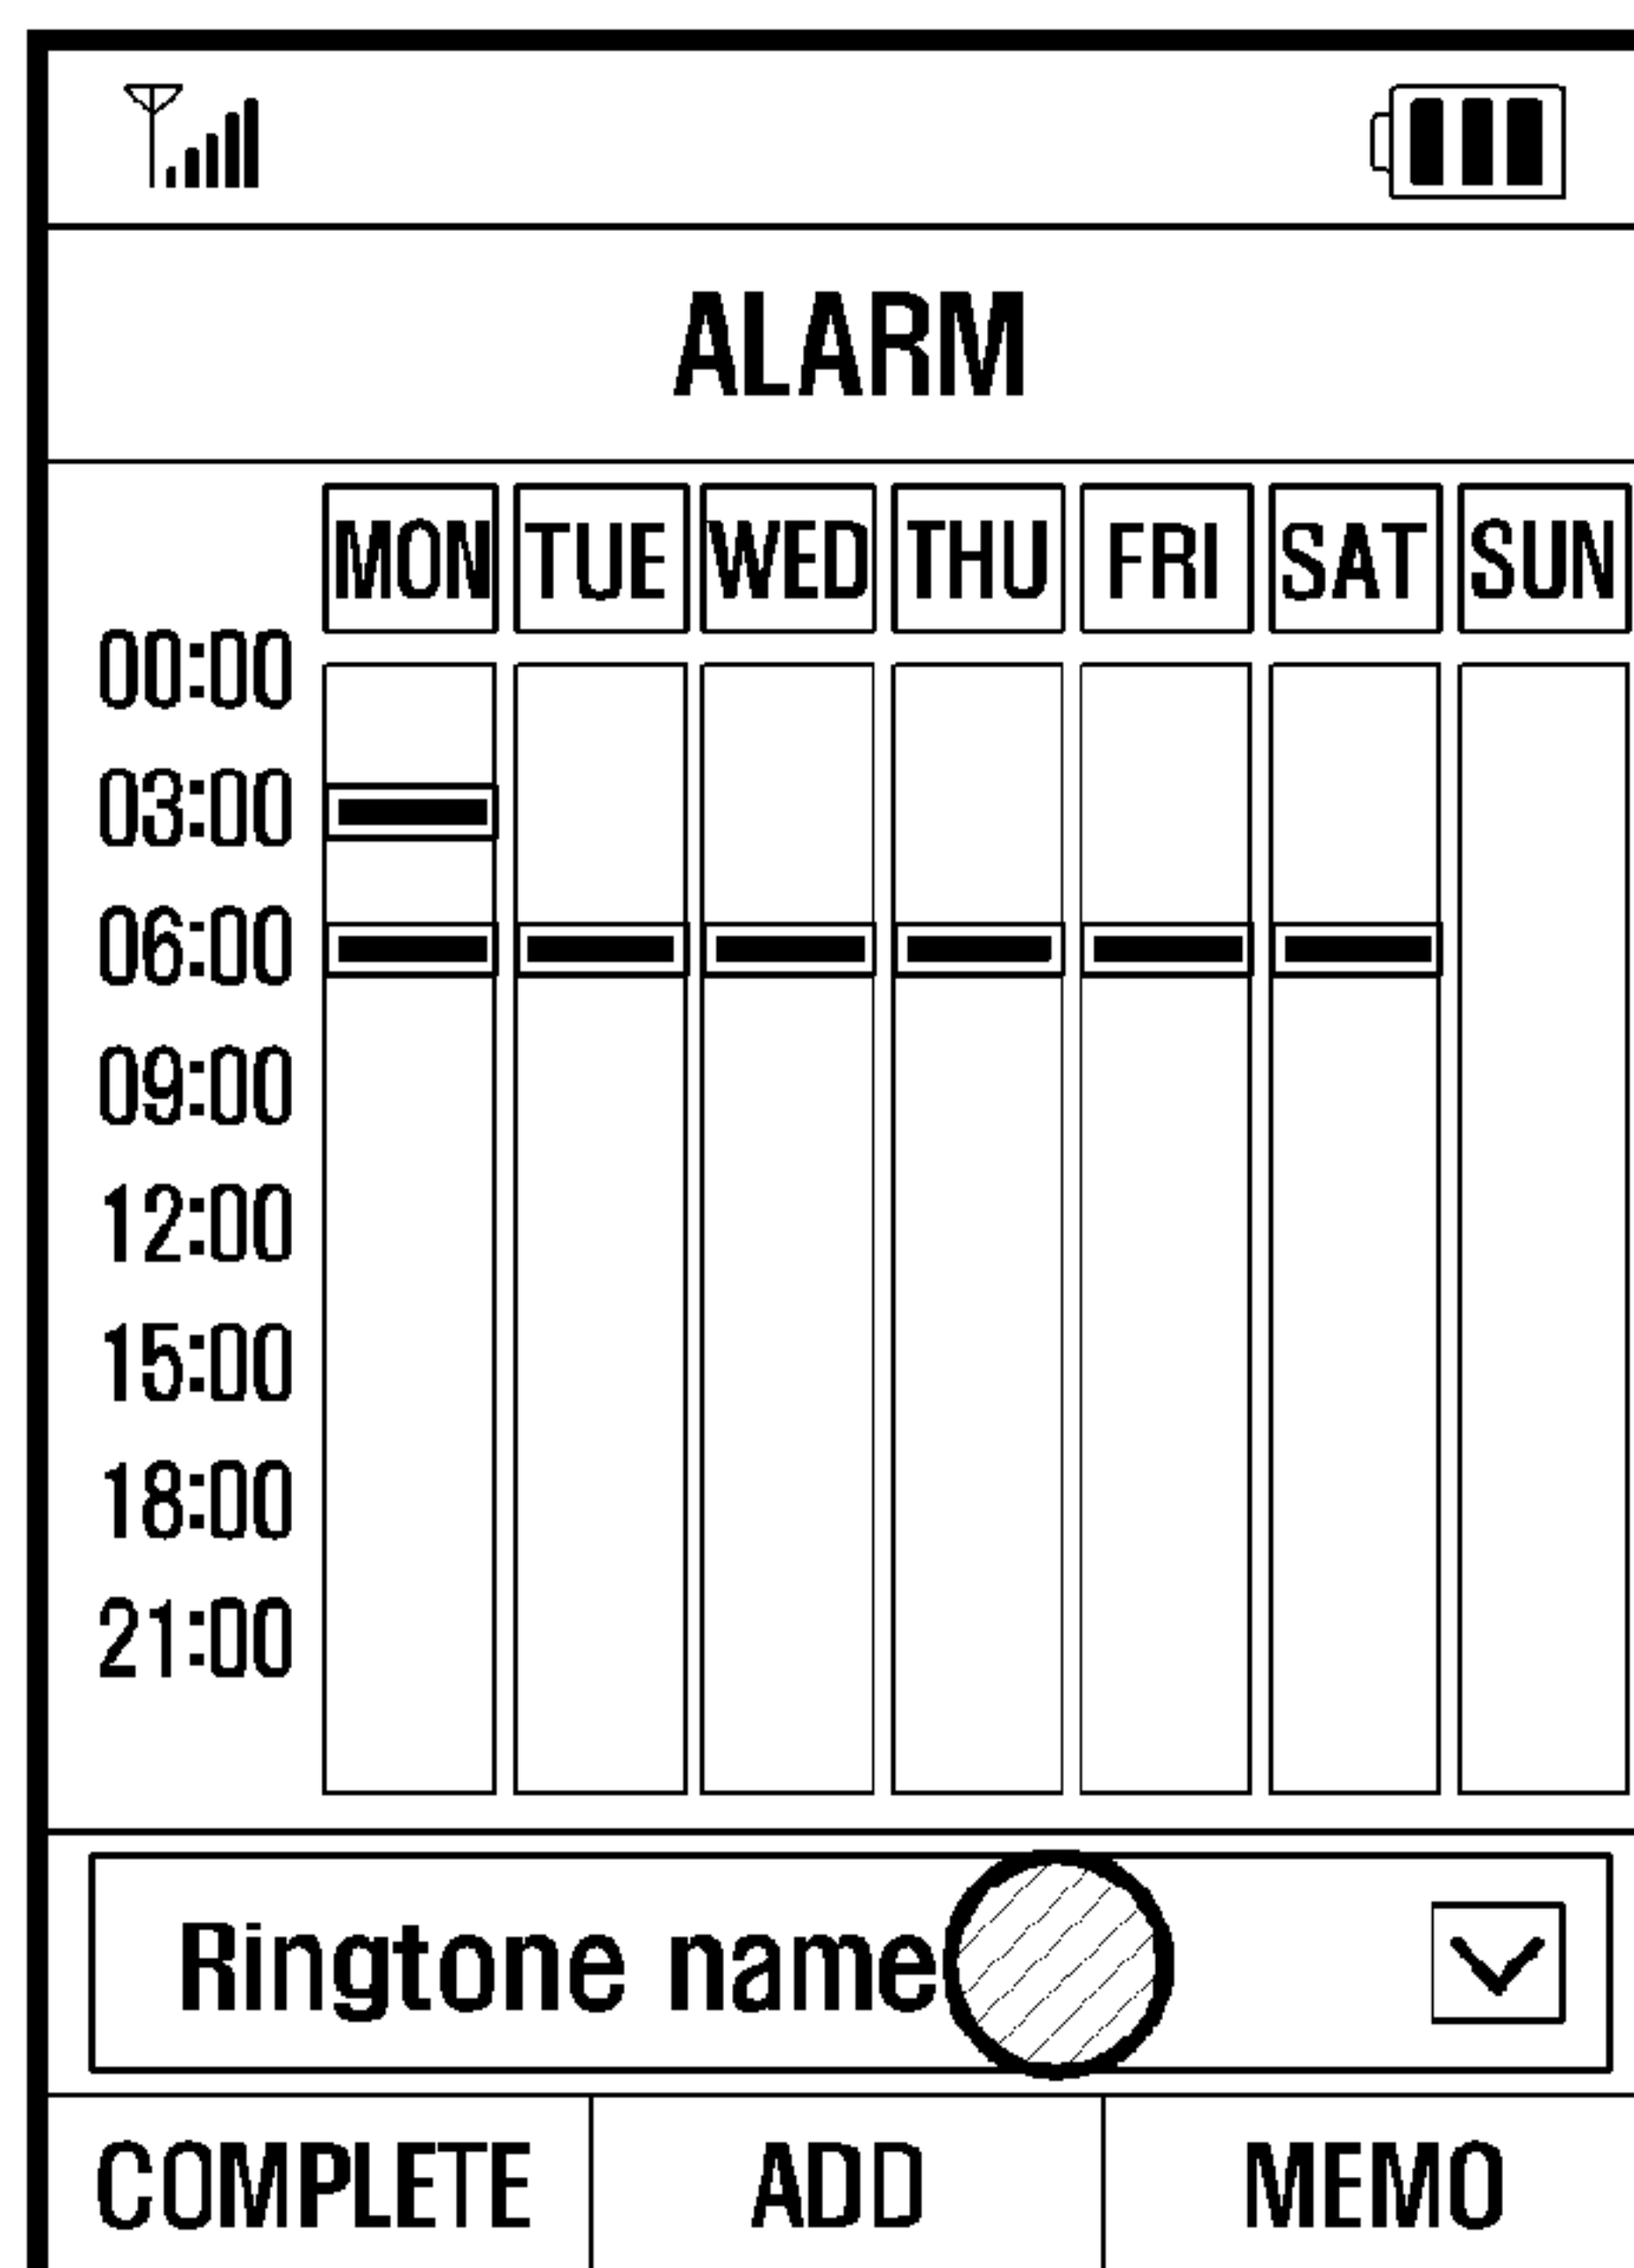 ALARM
MON TUE WED THU FRI SAT SUN
00:00
03:00
06:00
09:00
12:00
15:00
18:00
21:00
Ringtone name
COMPLETE ADD MEMO